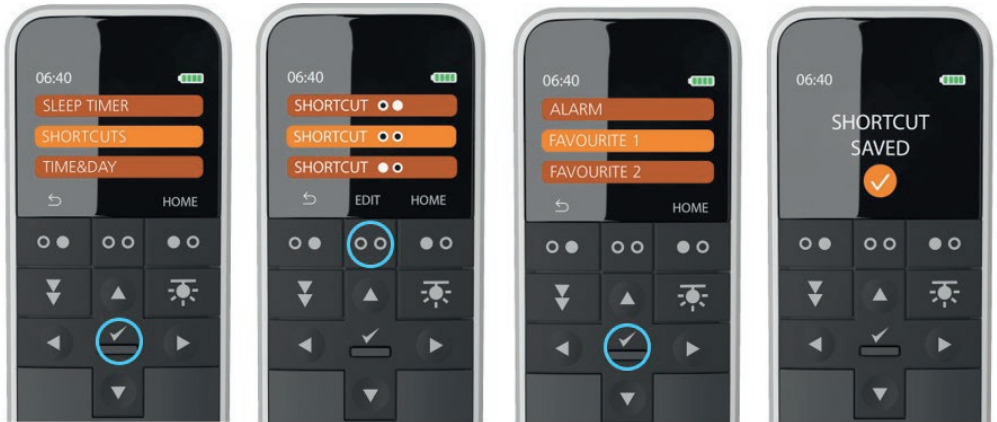 06:40
SLEEP TIMER
SHORTCUTS
TIME&DAY
HOME
06:40
SHORTCUT
SHORTCUT
SHORTCUT
EDIT HOME
06:40
ALARM
FAVOURITE 1
FAVOURITE 2
HOME
06:40
SHORTCUT
SAVED